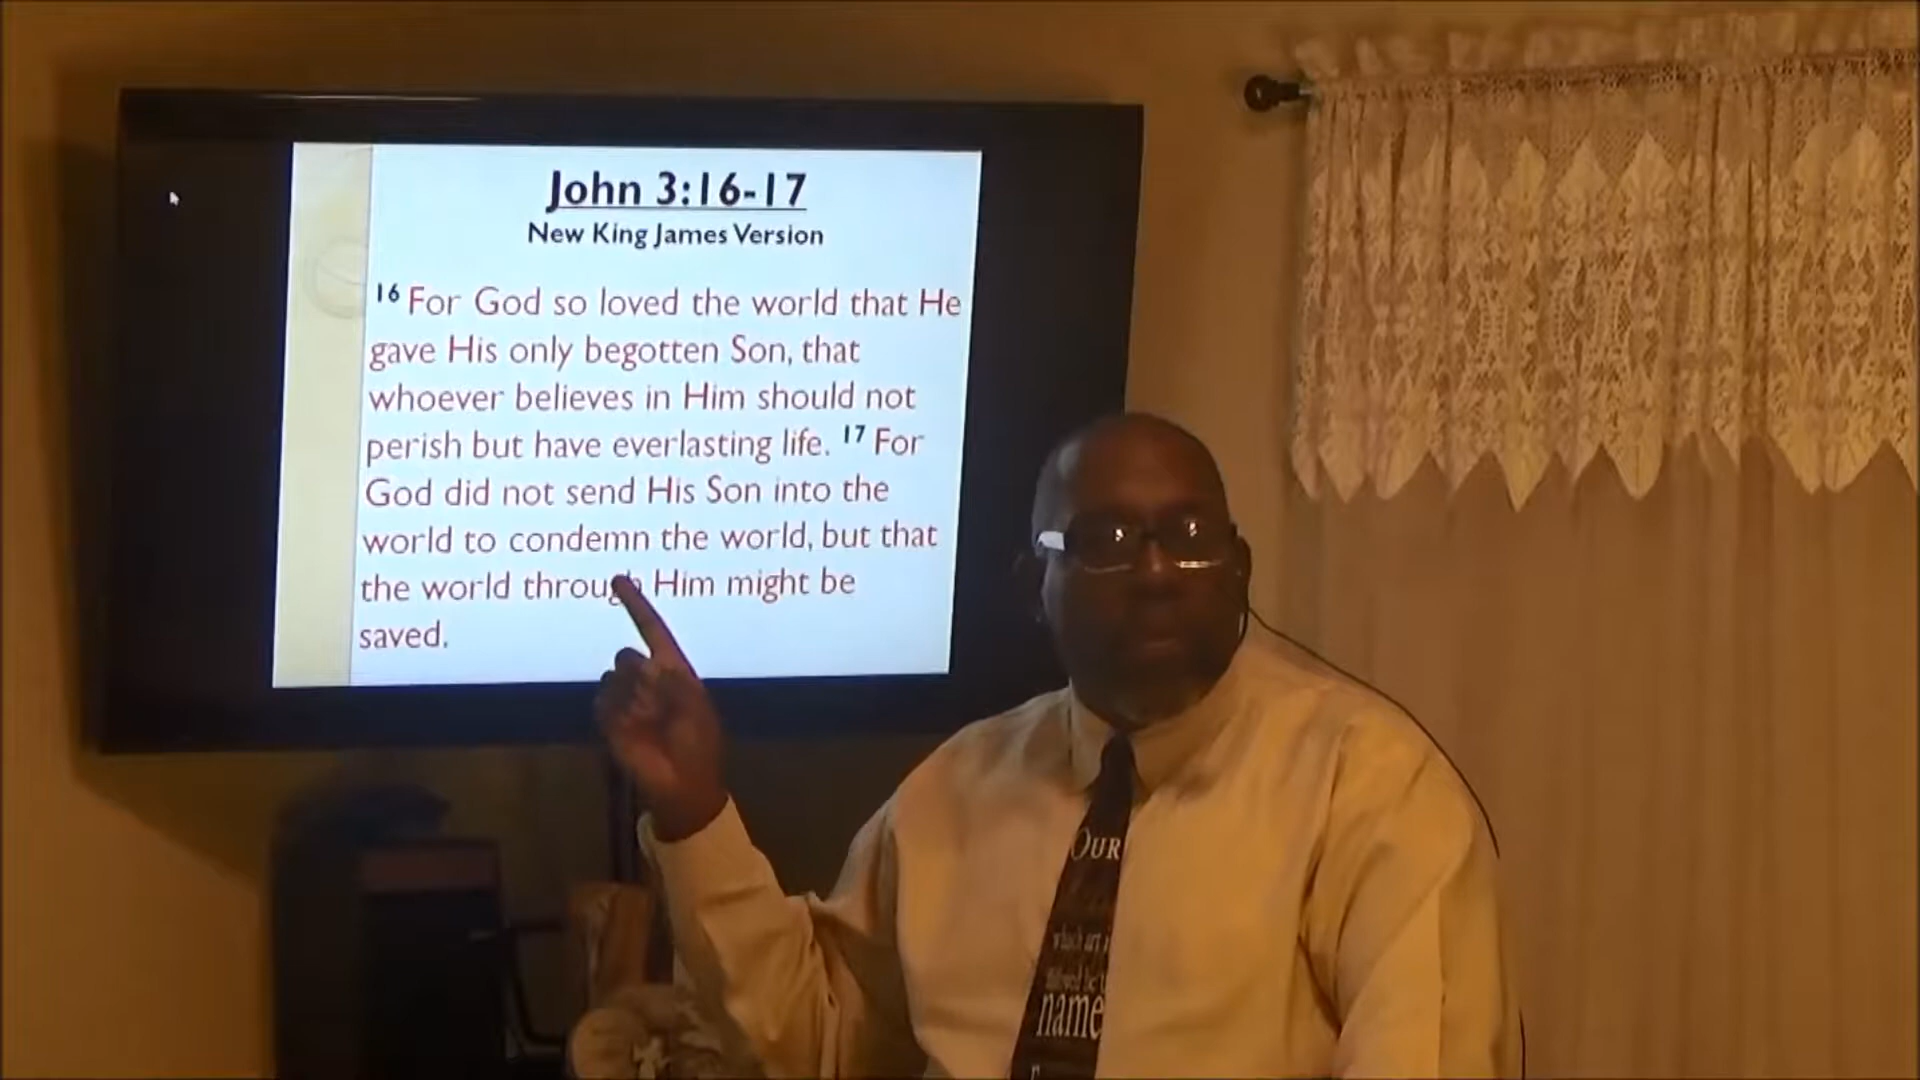 John 3:16-17
New King James Version
16 For God so loved the world that He
gave His only begotten Son, that
whoever believes in Him should not
perish but have everlasting life. 17 For
God did not send His Son into the
world to condemn the world, but that
the world through Him might be
saved.
OUR
which art
name